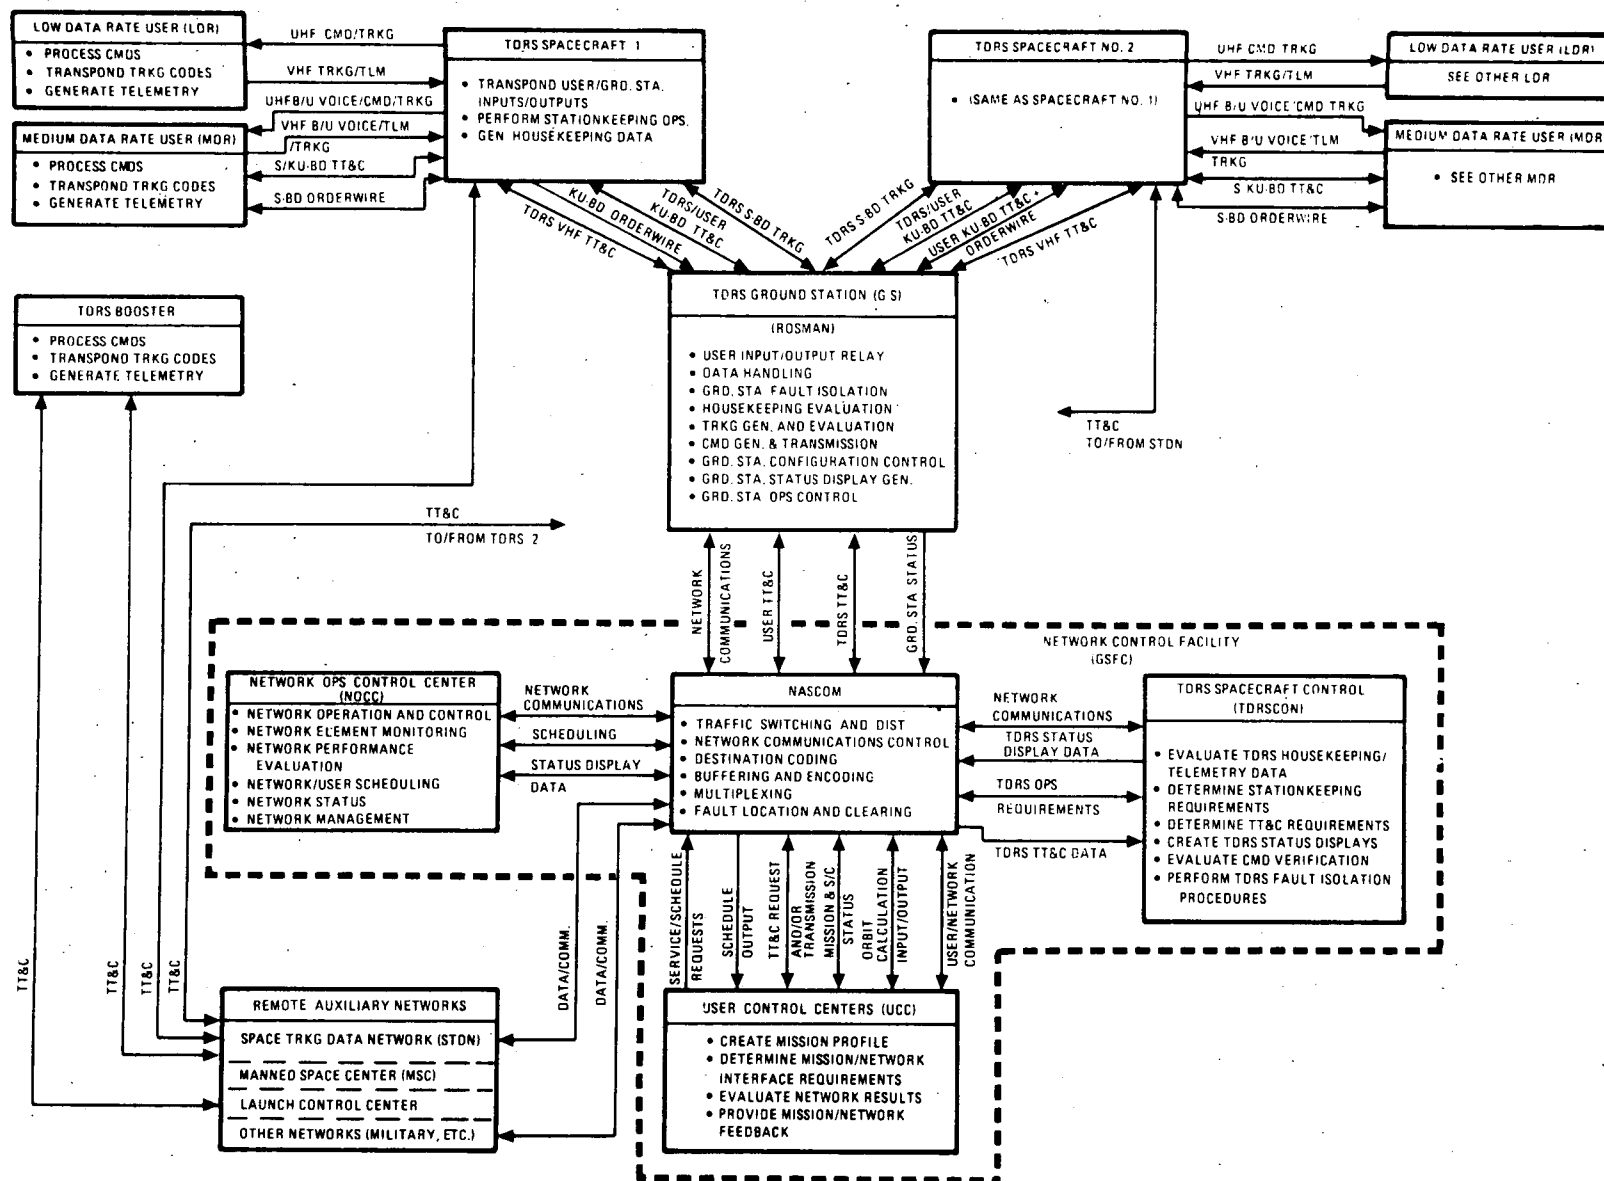 LOW DATA RATE USER (LDR)
• PROCESS CMDS
• TRANSPOND TRKG CODES
• GENERATE TELEMETRY
MEDIUM DATA RATE USER (MDR)
• PROCESS CMDS
• TRANSPOND TRKG CODES
• GENERATE TELEMETRY
UHF CMD/TRKG
VHF TRKG/TLM
UHFB/U VOICE/CMD/TRKG
VHF B/U VOICE/TLM
/TRKG
S/KU-BD TT&C
S-BD ORDERWIRE
TDRS SPACECRAFT 1
• TRANSPOND USER/GRD. STA.
INPUTS/OUTPUTS
• PERFORM STATIONKEEPING OPS.
• GEN HOUSEKEEPING DATA
TDRS SPACECRAFT NO. 2
• (SAME AS SPACECRAFT NO. 1)
UHF CMD TRKG
VHF TRKG/TLM
UHF B/U VOICE CMD TRKG
VHF B/U VOICE TLM
TRKG
S KU-BD TT&C
S-BD ORDERWIRE
LOW DATA RATE USER (LDR)
SEE OTHER LDR
MEDIUM DATA RATE USER (MDR)
• SEE OTHER MDR
TDRS VHF TT&C
KU-BD ORDERWIRE
TDRS/USER
KU-BD TT&C
TDRS S-BD TRKG
TDRS S-BD TRKG
TDRS/USER
KU-BD TT&C
USER KU-BD TT&C +
ORDERWIRE
TDRS VHF TT&C
TDRS BOOSTER
• PROCESS CMDS
• TRANSPOND TRKG CODES
• GENERATE TELEMETRY
TDRS GROUND STATION (G S)
(ROSMAN)
• USER INPUT/OUTPUT RELAY
• DATA HANDLING
• GRD. STA. FAULT ISOLATION
• HOUSEKEEPING EVALUATION
• TRKG GEN. AND EVALUATION
• CMD GEN. & TRANSMISSION
• GRD. STA. CONFIGURATION CONTROL
• GRD. STA. STATUS DISPLAY GEN.
• GRD. STA OPS CONTROL
TT&C
TO/FROM STDN
TT&C
TO/FROM TDRS 2
NETWORK
COMMUNICATIONS
USER TT&C
TDRS TT&C
GRD. STA STATUS
NETWORK CONTROL FACILITY
(GSFC)
NETWORK OPS CONTROL CENTER
(NOCC)
• NETWORK OPERATION AND CONTROL
• NETWORK ELEMENT MONITORING
• NETWORK PERFORMANCE
EVALUATION
• NETWORK/USER SCHEDULING
• NETWORK STATUS
• NETWORK MANAGEMENT
NETWORK
COMMUNICATIONS
SCHEDULING
STATUS DISPLAY
DATA
NASCOM
• TRAFFIC SWITCHING AND DIST
• NETWORK COMMUNICATIONS CONTROL
• DESTINATION CODING
• BUFFERING AND ENCODING
• MULTIPLEXING
• FAULT LOCATION AND CLEARING
NETWORK
COMMUNICATIONS
TDRS STATUS
DISPLAY DATA
TDRS OPS
REQUIREMENTS
TDRS TT&C DATA
TDRS SPACECRAFT CONTROL
(TDRSCON)
• EVALUATE TDRS HOUSEKEEPING/
TELEMETRY DATA
• DETERMINE STATIONKEEPING
REQUIREMENTS
• DETERMINE TT&C REQUIREMENTS
• CREATE TDRS STATUS DISPLAYS
• EVALUATE CMD VERIFICATION
• PERFORM TDRS FAULT ISOLATION
PROCEDURES
TT&C
TT&C
TT&C
TT&C
DATA/COMM.
DATA/COMM.
SERVICE/SCHEDULE
REQUESTS
SCHEDULE
OUTPUT
TT&C REQUEST
AND/OR
TRANSMISSION
MISSION & S/C
STATUS
ORBIT
CALCULATION
INPUT/OUTPUT
USER/NETWORK
COMMUNICATION
REMOTE AUXILIARY NETWORKS
SPACE TRKG DATA NETWORK (STDN)
MANNED SPACE CENTER (MSC)
LAUNCH CONTROL CENTER
OTHER NETWORKS (MILITARY, ETC.)
USER CONTROL CENTERS (UCC)
• CREATE MISSION PROFILE
• DETERMINE MISSION/NETWORK
INTERFACE REQUIREMENTS
• EVALUATE NETWORK RESULTS
• PROVIDE MISSION/NETWORK
FEEDBACK